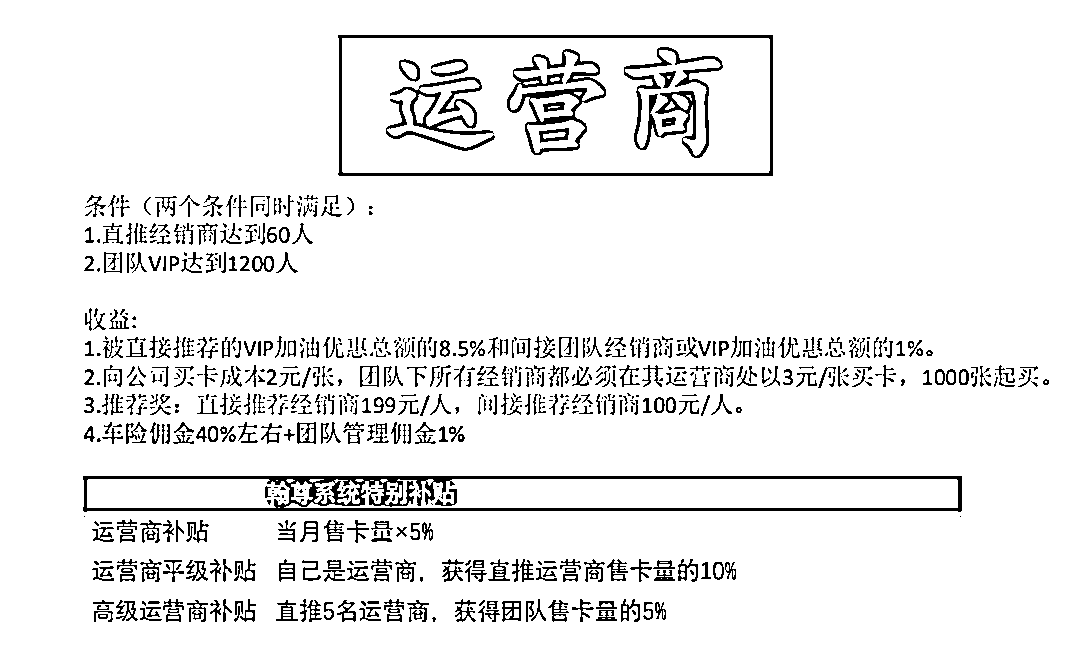 运营商
条件（两个条件同时满足）：
1.直推经销商达到60人
2.团队VIP达到1200人
收益:
1.被直接推荐的VIP加油优惠总额的8.5%和间接团队经销商或VIP加油优惠总额的1%。
2.向公司买卡成本2元/张，团队下所有经销商都必须在其运营商处以3元/张买卡，1000张起买。
3.推荐奖：直接推荐经销商199元/人，间接推荐经销商100元/人。
4.车险佣金40%左右+团队管理佣金1%
翰尊系统特别补贴
运营商补贴 当月售卡量×5%
运营商平级补贴 自己是运营商，获得直推运营商售卡量的10%
高级运营商补贴 直推5名运营商，获得团队售卡量的5%